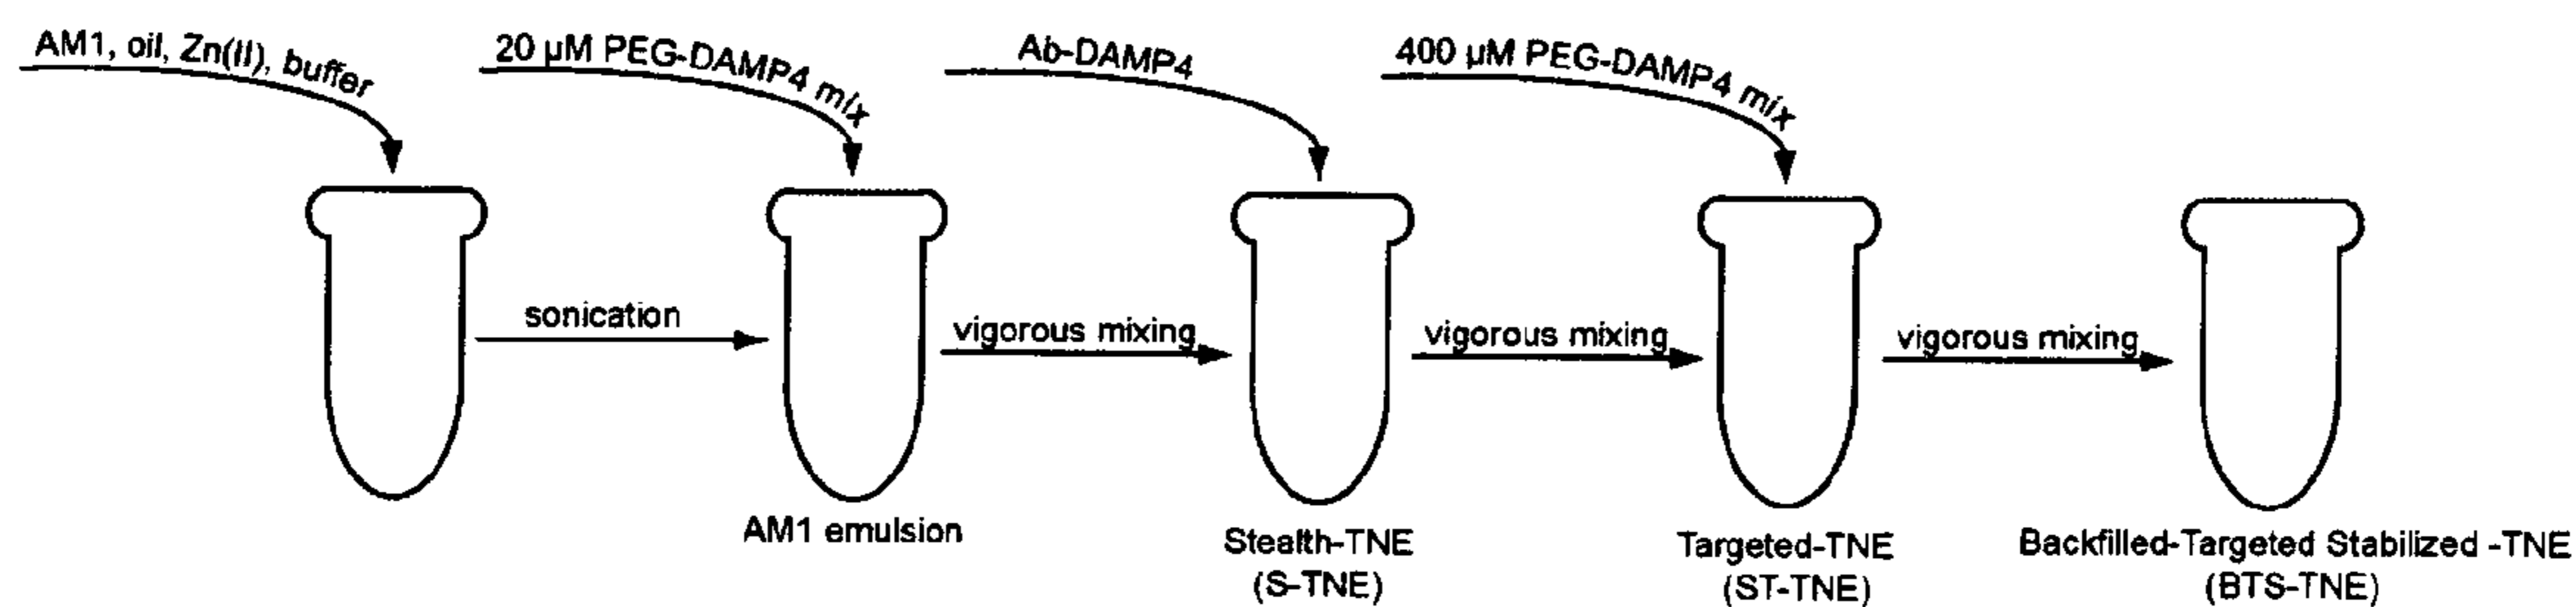 AM1, oil, Zn(II), buffer
20 µM PEG-DAMP4 mix
Ab-DAMP4
400 µM PEG-DAMP4 mix
sonication
vigorous mixing
vigorous mixing
vigorous mixing
AM1 emulsion
Stealth-TNE
(S-TNE)
Targeted-TNE
(ST-TNE)
Backfilled-Targeted Stabilized -TNE
(BTS-TNE)